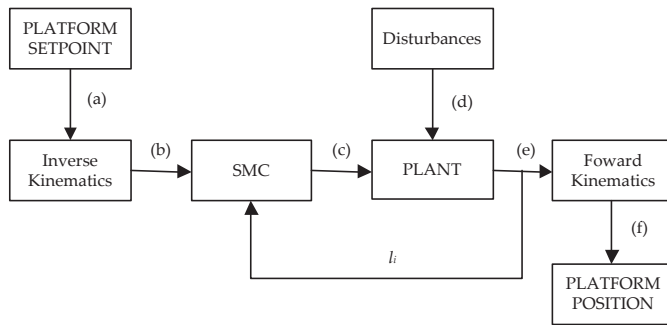 PLATFORM
SETPOINT
Disturbances
(a)
(d)
Inverse
Kinematics
(b)
SMC
(c)
PLANT
(e)
Foward
Kinematics
(f)
li
PLATFORM
POSITION